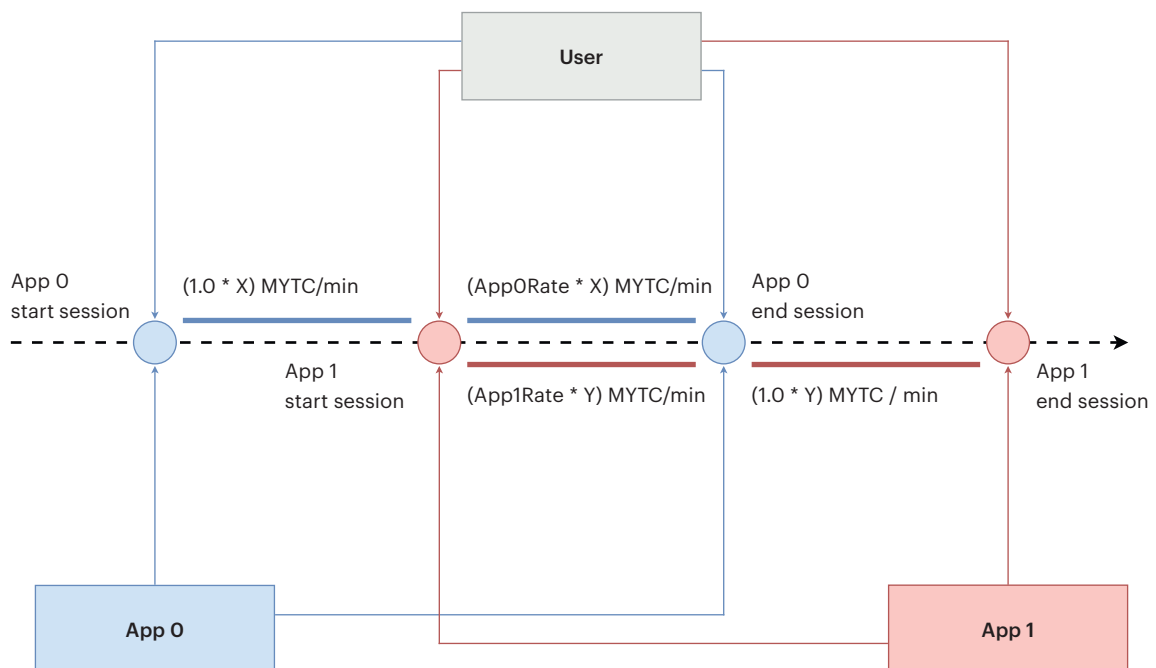 User
App 0
start session
(1.0 * X) MYTC/min
(App0Rate * X) MYTC/min
App 0
end session
App 1
start session
(App1Rate * Y) MYTC/min
(1.0 * Y) MYTC / min
App 1
end session
App 0
App 1